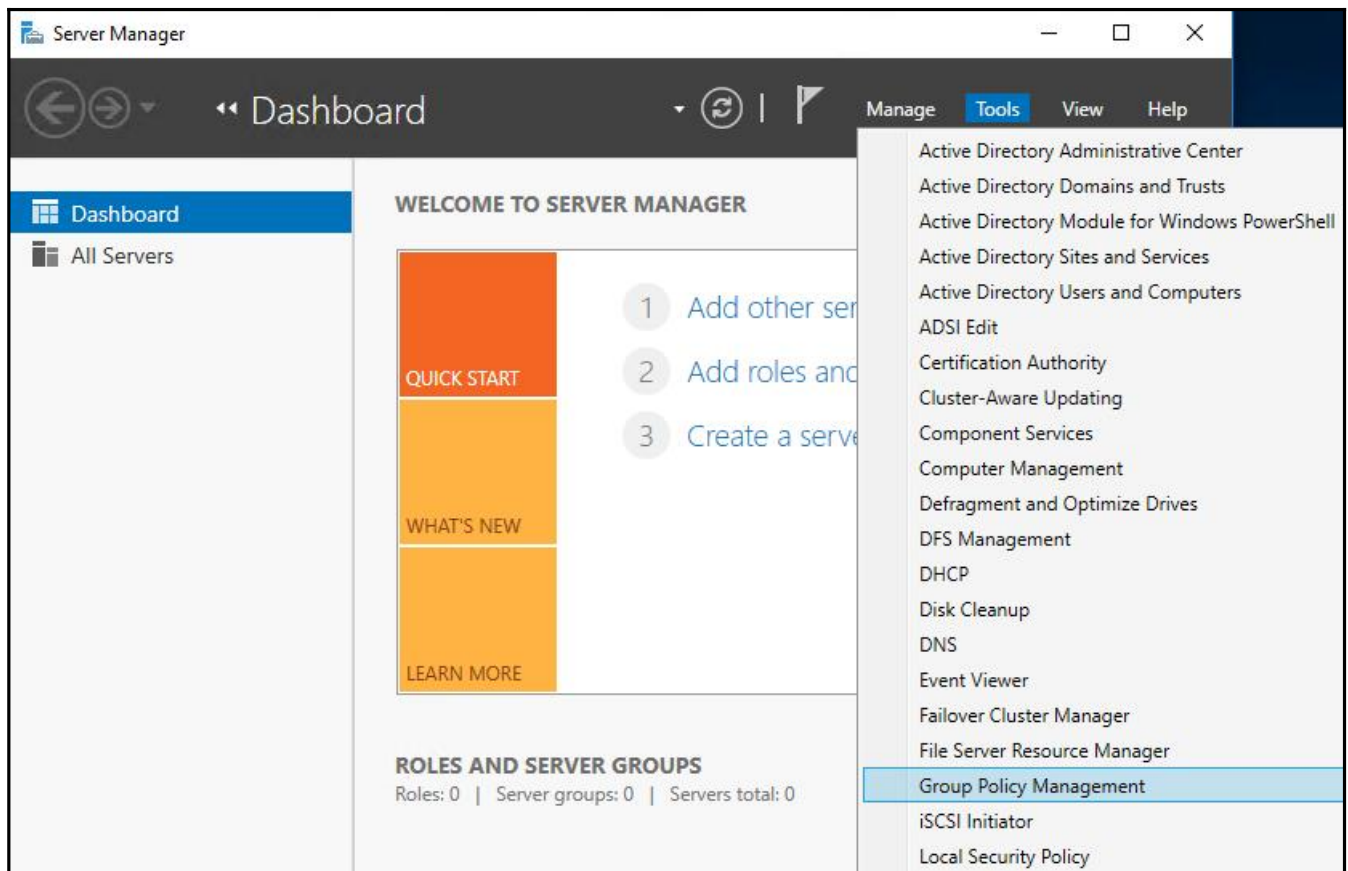 Server Manager
Dashboard
Manage Tools View Help
Dashboard
All Servers
WELCOME TO SERVER MANAGER
QUICK START
WHAT'S NEW
LEARN MORE
1 Add other ser
2 Add roles and
3 Create a serve
ROLES AND SERVER GROUPS
Roles: 0 | Server groups: 0 | Servers total: 0
Active Directory Administrative Center
Active Directory Domains and Trusts
Active Directory Module for Windows PowerShell
Active Directory Sites and Services
Active Directory Users and Computers
ADSI Edit
Certification Authority
Cluster-Aware Updating
Component Services
Computer Management
Defragment and Optimize Drives
DFS Management
DHCP
Disk Cleanup
DNS
Event Viewer
Failover Cluster Manager
File Server Resource Manager
Group Policy Management
iSCSI Initiator
Local Security Policy